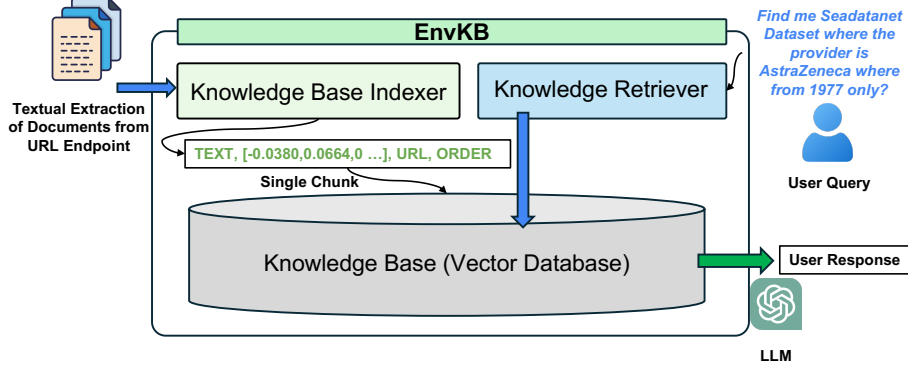 EnvKB
Find me Seadatanet
Dataset where the
provider is
AstraZeneca where
from 1977 only?
Knowledge Base Indexer
Knowledge Retriever
Textual Extraction
of Documents from
URL Endpoint
TEXT, [-0.0380,0.0664,0 ...], URL, ORDER
Single Chunk
User Query
Knowledge Base (Vector Database)
User Response
LLM